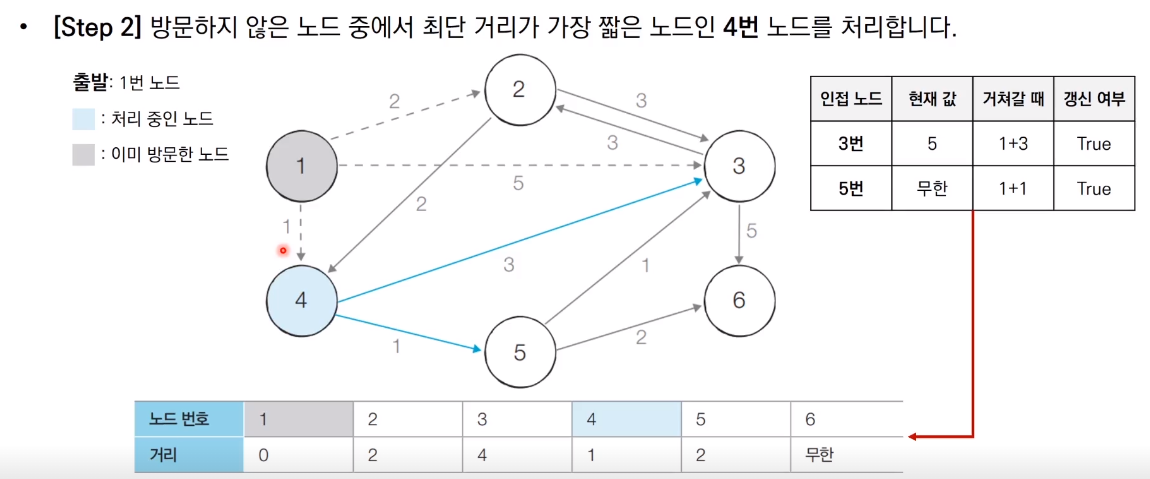 • [Step 2] 방문하지 않은 노드 중에서 최단 거리가 가장 짧은 노드인 4번 노드를 처리합니다.
출발: 1번 노드
: 처리 중인 노드
: 이미 방문한 노드
인접 노드 현재 값 거쳐갈 때 갱신 여부
3번 5 1+3 True
5번 무한 1+1 True
2
2
3
3
1
5
3
1
2
5
4
3
1
6
1
5
2
노드 번호 1 2 3 4 5 6
거리 0 2 4 1 2 무한